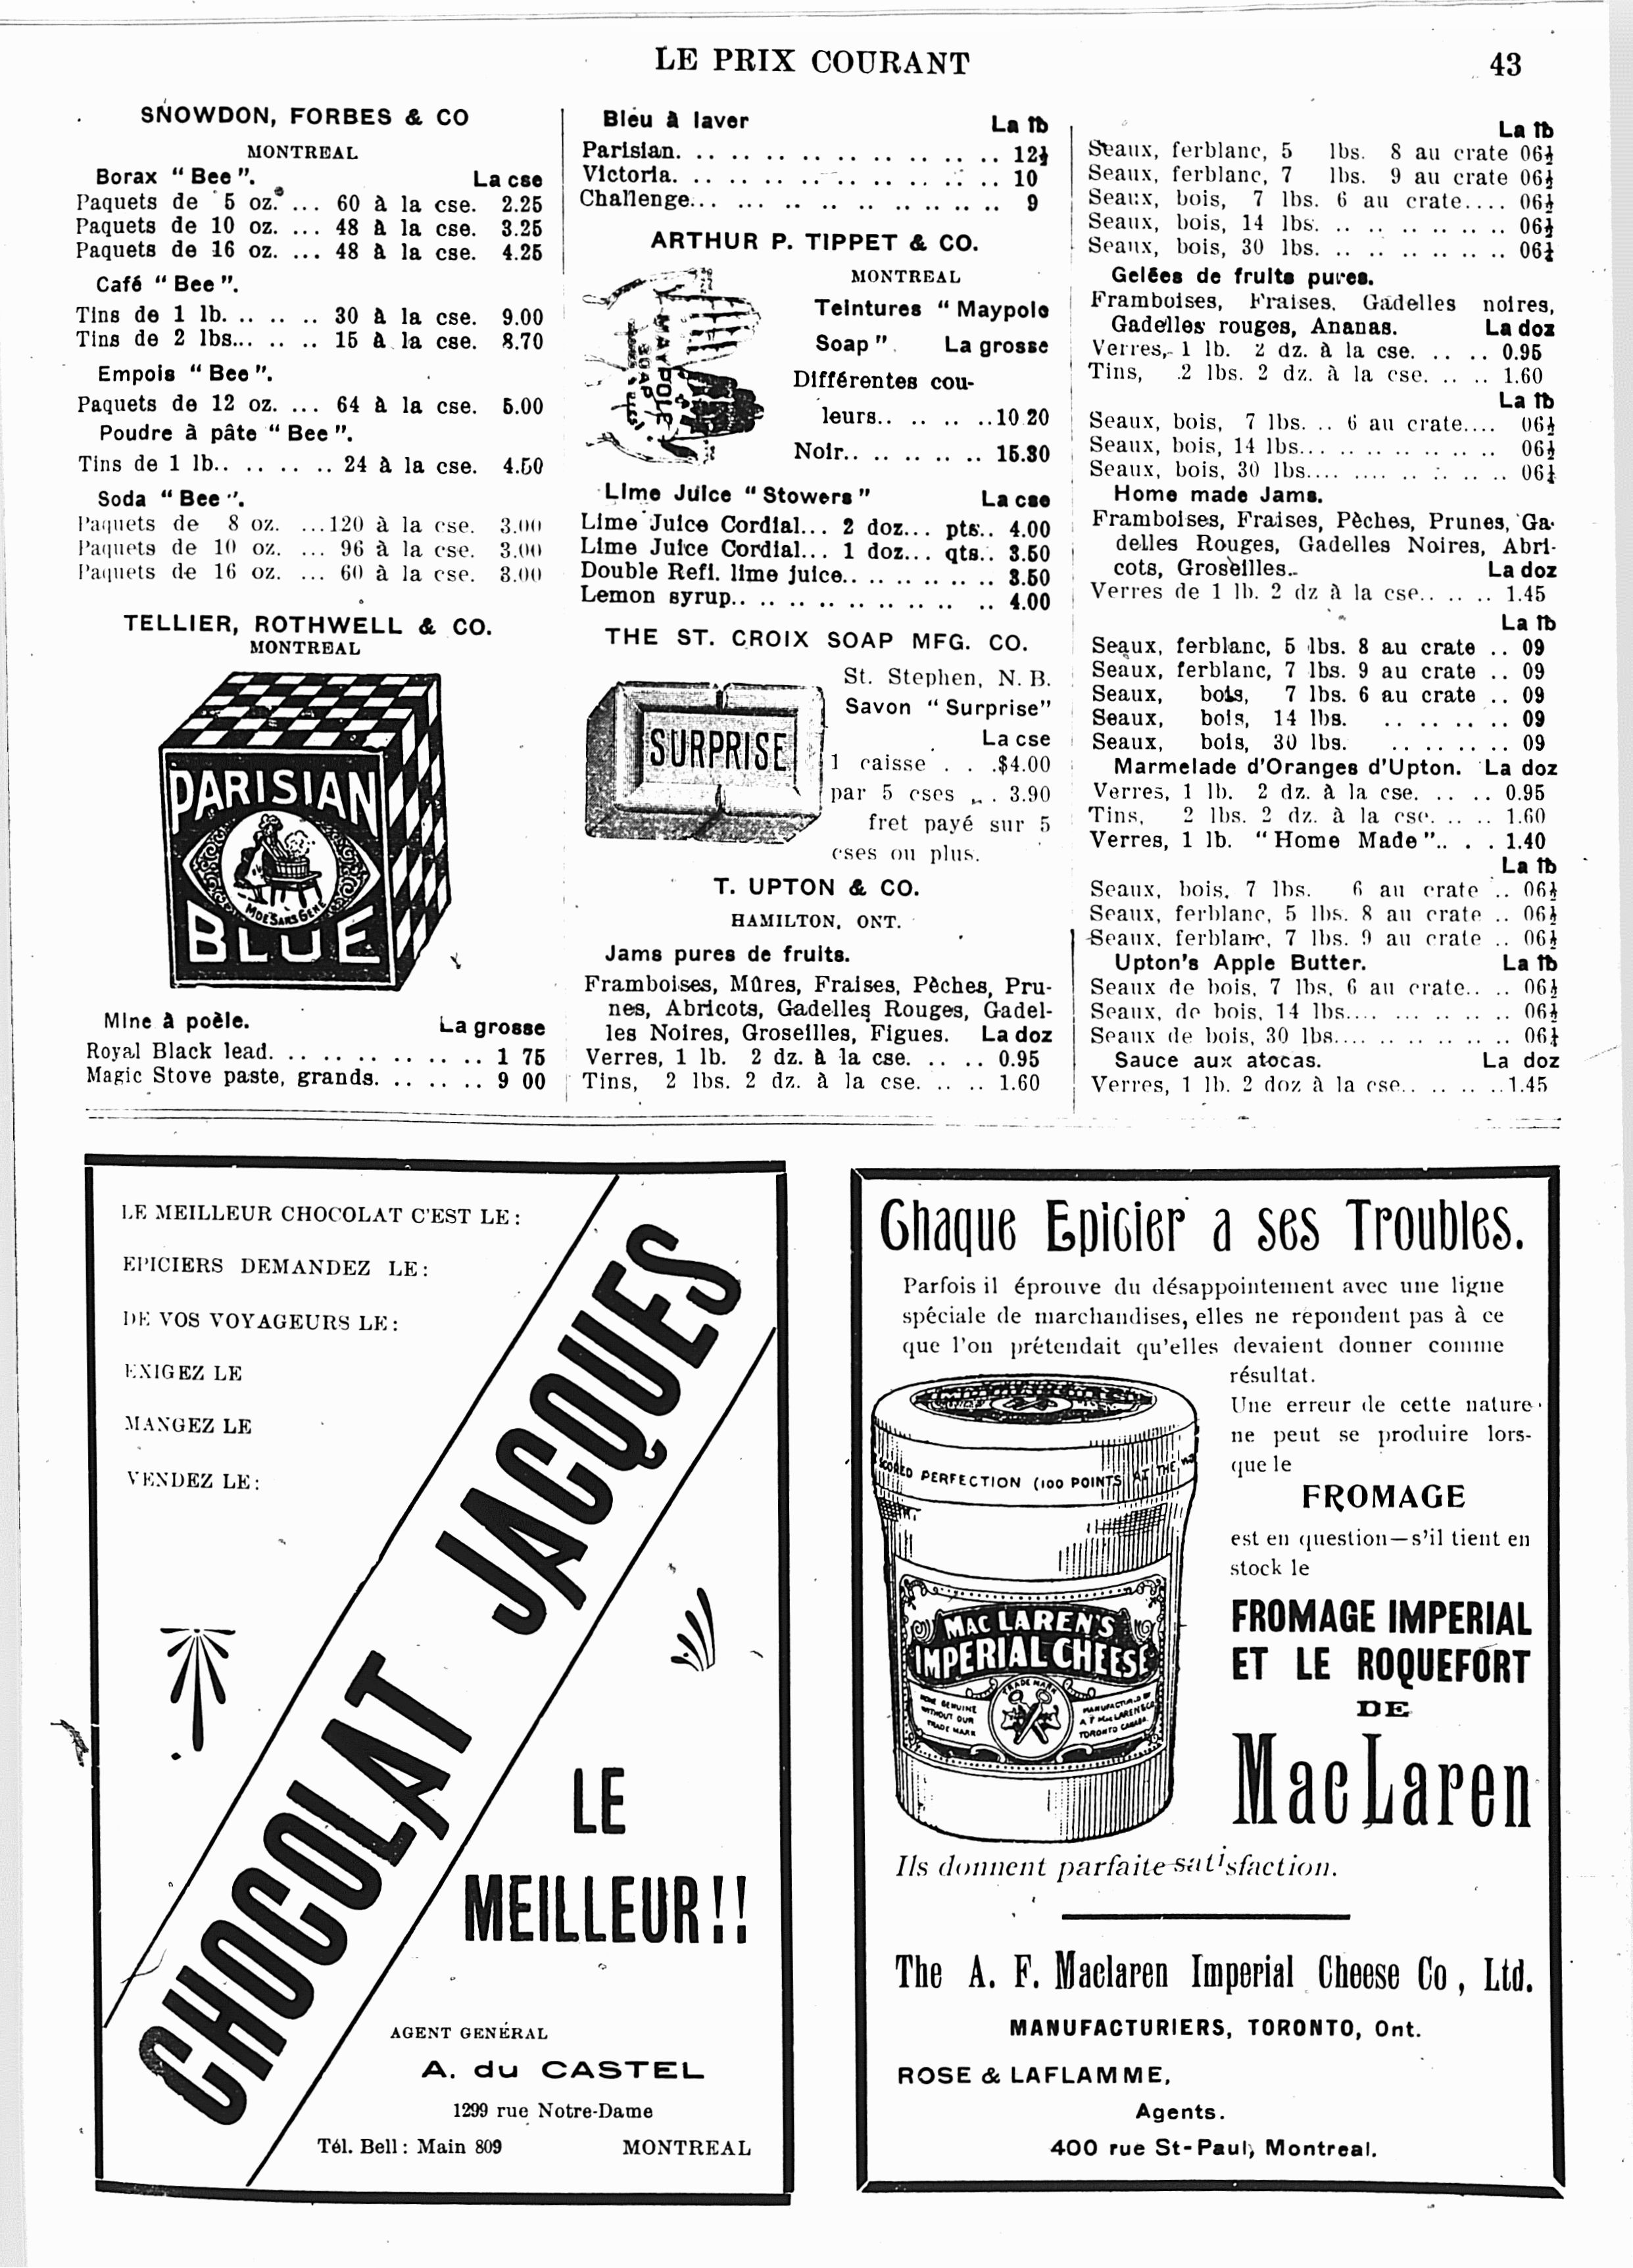 LE PRIX COURANT
43
SNOWDON, FORBES & CO
MONTREAL
Borax “ Bee ”. La cse
Paquets de 5 oz. ... 60 à la cse. 2.25
Paquets de 10 oz. ... 48 à la cse. 3.25
Paquets de 16 oz. ... 48 à la cse. 4.25
Café “ Bee ”.
Tins de 1 lb. .. .. .. 30 à la cse. 9.00
Tins de 2 lbs... .. .. 15 à la cse. 8.70
Empois “ Bee ”.
Paquets de 12 oz. ... 64 à la cse. 5.00
Poudre à pâte “ Bee ”.
Tins de 1 lb.. .. .. .. 24 à la cse. 4.50
Soda “ Bee ”.
Paquets de 8 oz. ...120 à la cse. 3.00
Paquets de 10 oz. ... 96 à la cse. 3.00
Paquets de 16 oz. ... 60 à la cse. 3.00
TELLIER, ROTHWELL & CO.
MONTREAL
PARISIAN
MDE SANS GENE
BLUE
Mine à poèle. La grosse
Royal Black lead. .. .. .. .. .. .. .. 1 75
Magic Stove paste, grands. .. .. .. .. 9 00
Bleu à laver La lb
Parisian. .. .. .. .. .. .. .. .. .. .. 12½
Victoria. .. .. .. .. .. .. .. .. .. .. 10
Challenge... ... .. .. .. .. .. .. .. 9
ARTHUR P. TIPPET & CO.
MONTREAL
MAYPOLE
SOAP
Teintures “ Maypole
Soap ”. La grosse
Différentes cou-
leurs.. .. .. ..10 20
Noir.. .. .. .. .. 15.30
Lime Juice “ Stowers ” La cse
Lime Juice Cordial... 2 doz... pts.. 4.00
Lime Juice Cordial... 1 doz... qts.. 3.50
Double Refi. lime juice.. .. .. .. .. 3.50
Lemon syrup.. .. .. .. .. .. .. .. .. 4.00
THE ST. CROIX SOAP MFG. CO.
SURPRISE
St. Stephen, N. B.
Savon “ Surprise”
La cse
1 caisse . . .$4.00
par 5 cses .. . 3.90
fret payé sur 5
cses ou plus.
T. UPTON & CO.
HAMILTON, ONT.
Jams pures de fruits.
Framboises, Mûres, Fraises, Pèches, Pru-
nes, Abricots, Gadelles Rouges, Gadel-
les Noires, Groseilles, Figues. La doz
Verres, 1 lb. 2 dz. à la cse. .. .. 0.95
Tins, 2 lbs. 2 dz. à la cse. .. .. 1.60
La lb
Seaux, ferblanc, 5 lbs. 8 au crate 06½
Seaux, ferblanc, 7 lbs. 9 au crate 06½
Seaux, bois, 7 lbs. 6 au crate.... 06½
Seaux, bois, 14 lbs. .. .. .. .. .. .. 06½
Seaux, bois, 30 lbs. .. .. .. .. .. .. 06¼
Gelées de fruits pures.
Framboises, Fraises, Gadelles noires,
Gadelles rouges, Ananas. La doz
Verres, 1 lb. 2 dz. à la cse. .. .. 0.95
Tins, 2 lbs. 2 dz. à la cse. .. .. 1.60
La lb
Seaux, bois, 7 lbs. .. 6 au crate.... 06½
Seaux, bois, 14 lbs... .. .. .. .. .. .. 06½
Seaux, bois, 30 lbs.... .... .. .. .. .. 06¼
Home made Jams.
Framboises, Fraises, Pèches, Prunes, Ga-
delles Rouges, Gadelles Noires, Abri-
cots, Groseilles.. La doz
Verres de 1 lb. 2 dz à la cse.. .. .. 1.45
La lb
Seaux, ferblanc, 5 lbs. 8 au crate .. 09
Seaux, ferblanc, 7 lbs. 9 au crate .. 09
Seaux, bois, 7 lbs. 6 au crate .. 09
Seaux, bois, 14 lbs. .. .. .. .. .. 09
Seaux, bois, 30 lbs. .. .. .. .. .. 09
Marmelade d'Oranges d'Upton. La doz
Verres, 1 lb. 2 dz. à la cse. .. .. 0.95
Tins, 2 lbs. 2 dz. à la cse. .. .. 1.60
Verres, 1 lb. “ Home Made ”.. . . 1.40
La lb
Seaux, bois, 7 lbs. 6 au crate .. 06½
Seaux, ferblanc, 5 lbs. 8 au crate .. 06½
Seaux, ferblanc, 7 lbs. 9 au crate .. 06½
Upton's Apple Butter. La lb
Seaux de bois, 7 lbs, 6 au crate.. .. 06½
Seaux, de bois, 14 lbs.... ... .. .. .. 06½
Seaux de bois, 30 lbs.... .. .. .. .. .. 06¼
Sauce aux atocas. La doz
Verres, 1 lb. 2 doz à la cse.. .. .. ..1.45
LE MEILLEUR CHOCOLAT C'EST LE :
EPICIERS DEMANDEZ LE :
DE VOS VOYAGEURS LE :
EXIGEZ LE
MANGEZ LE
VENDEZ LE :
CHOCOLAT JACQUES
LE
MEILLEUR!!
AGENT GENÉRAL
A. du CASTEL
1299 rue Notre-Dame
Tél. Bell : Main 809 MONTREAL
Chaque Epicier a ses Troubles.
Parfois il éprouve du désappointement avec une ligne
spéciale de marchandises, elles ne repondent pas à ce
que l'on prétendait qu'elles devaient donner comme
résultat.
Une erreur de cette nature
ne peut se produire lors-
que le
FROMAGE
est en question—s'il tient en
stock le
FROMAGE IMPERIAL
ET LE ROQUEFORT
DE
MacLaren
SCORED PERFECTION (100 POINTS) AT THE
MAC LAREN'S
IMPERIAL CHEESE
TRADE MARK
NONE GENUINE
WITHOUT OUR
TRADE MARK
MANUFACTURED BY
A F MACLAREN & CO
TORONTO CANADA
Ils donnent parfaite satisfaction.
The A. F. Maclaren Imperial Cheese Co , Ltd.
MANUFACTURIERS, TORONTO, Ont.
ROSE & LAFLAMME,
Agents.
400 rue St-Paul, Montreal.